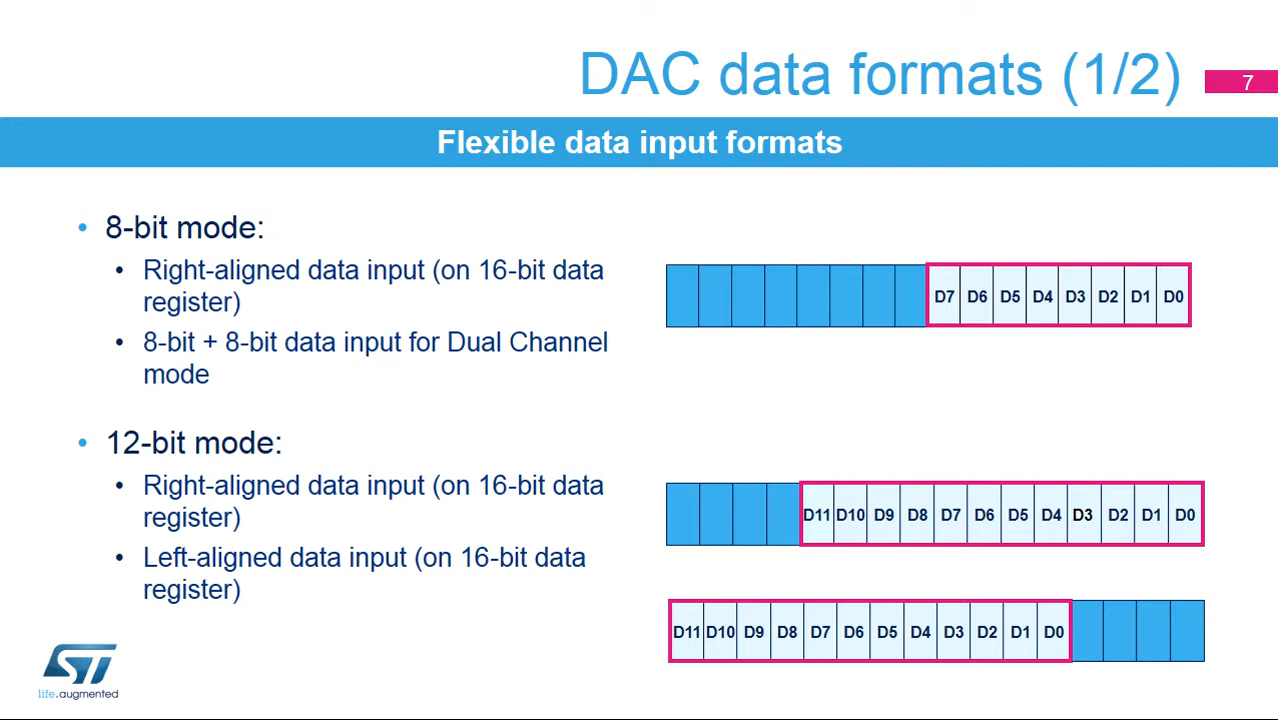 DAC data formats (1/2)
7
Flexible data input formats
• 8-bit mode:
• Right-aligned data input (on 16-bit data
register)
• 8-bit + 8-bit data input for Dual Channel
mode
D7 D6 D5 D4 D3 D2 D1 D0
• 12-bit mode:
• Right-aligned data input (on 16-bit data
register)
D11 D10 D9 D8 D7 D6 D5 D4 D3 D2 D1 D0
• Left-aligned data input (on 16-bit data
register)
D11 D10 D9 D8 D7 D6 D5 D4 D3 D2 D1 D0
ST
life.augmented